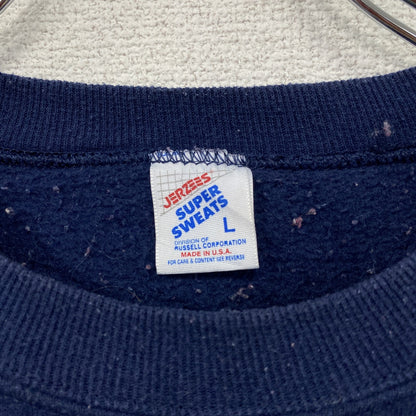 JERZEES
SUPER
SWEATS
L
DIVISION OF
RUSSELL CORPORATION
MADE IN U.S.A.
FOR CARE & CONTENT SEE REVERSE